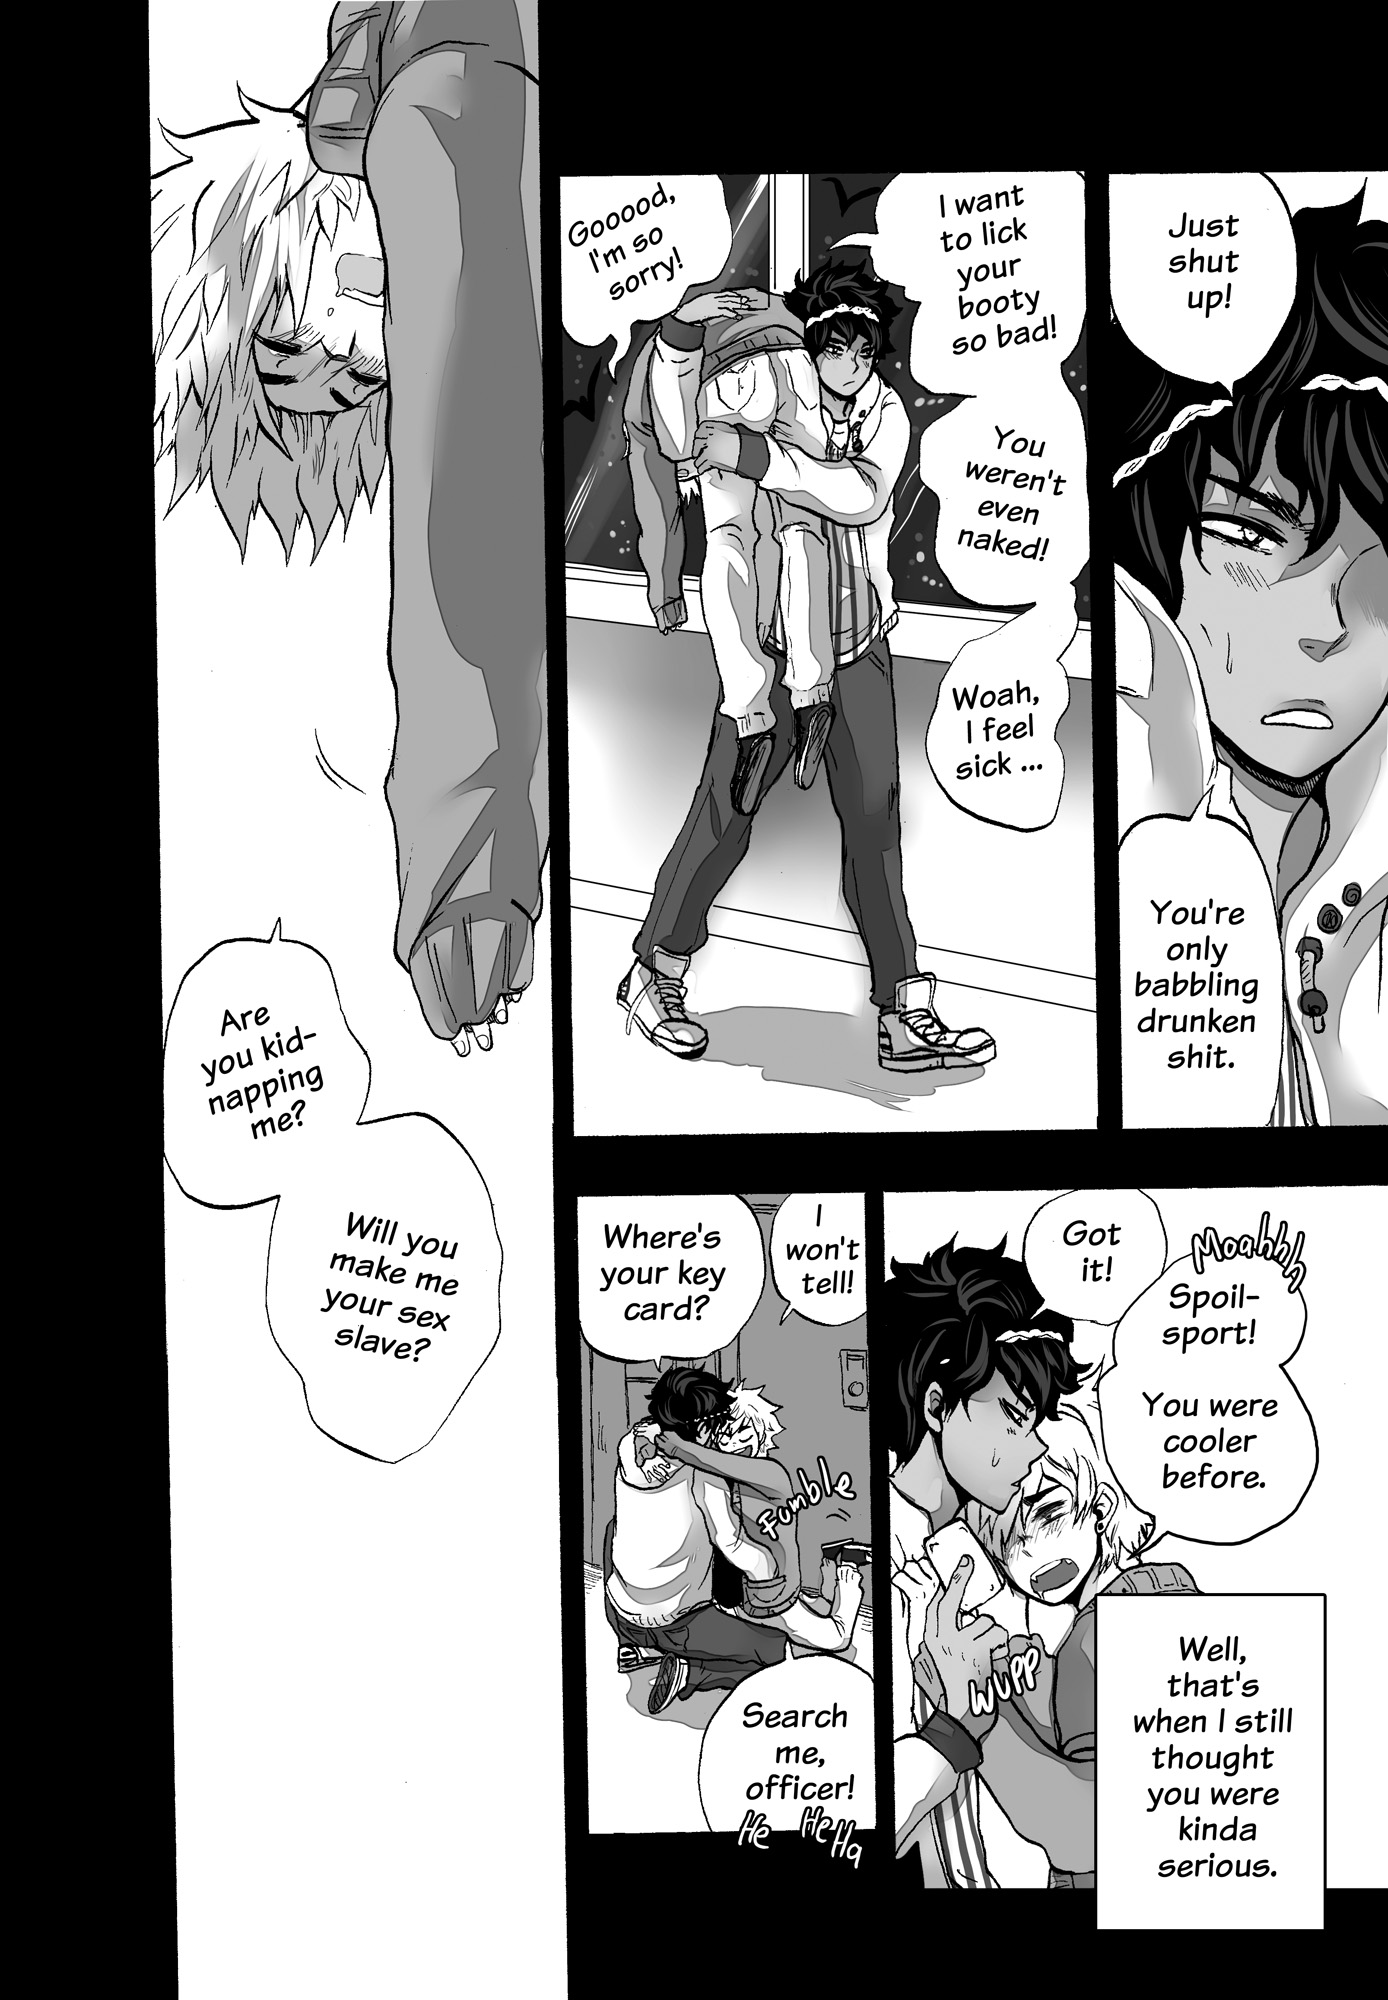 Are
you kid-
napping
me?
Will you
make me
your sex
slave?
Gooood,
I'm so
sorry!
I want
to lick
your
booty
so bad!
You
weren't
even
naked!
Woah,
I feel
sick ...
Just
shut
up!
You're
only
babbling
drunken
shit.
Where's
your key
card?
I
won't
tell!
Fumble
Search
me,
officer!
He HeHa
Got
it!
Moahhh
Spoil-
sport!
You were
cooler
before.
WUPP
Well,
that's
when I still
thought
you were
kinda
serious.